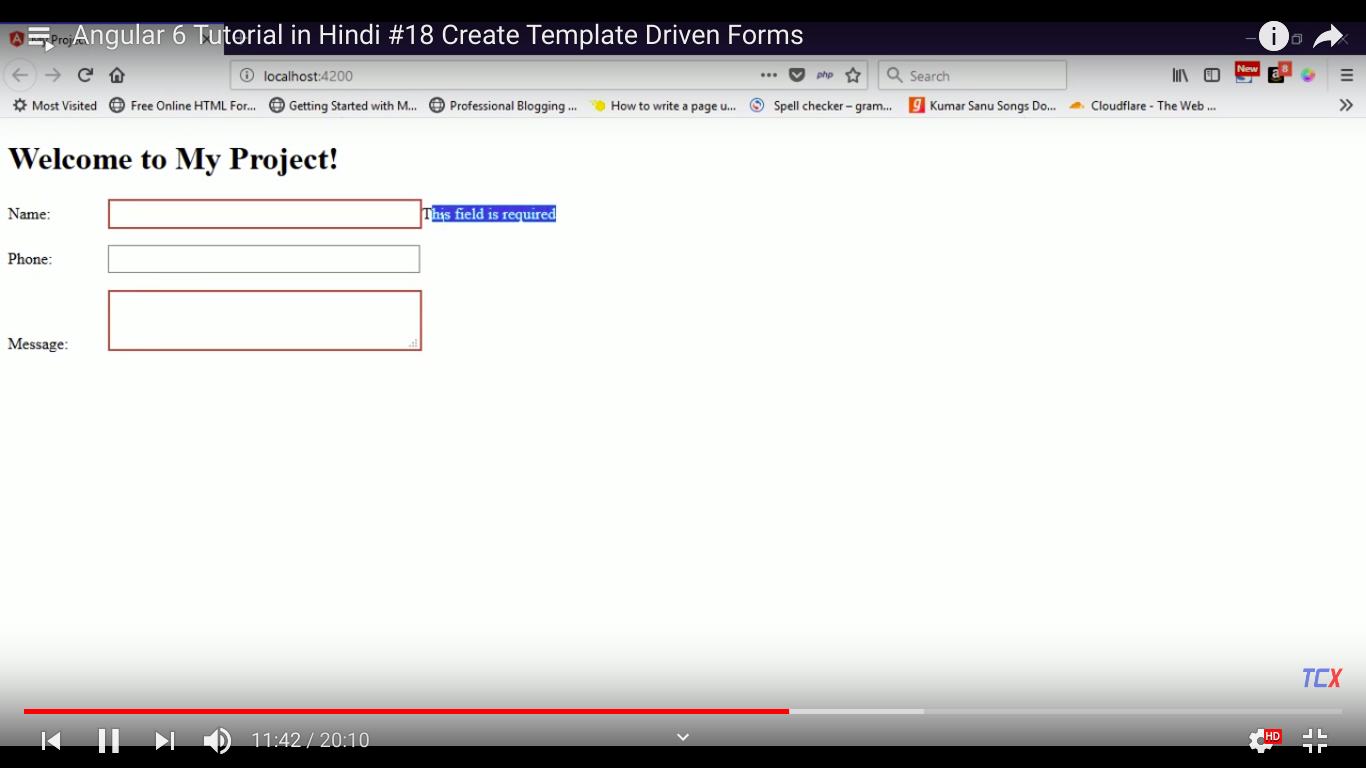 Angular 6 Tutorial in Hindi #18 Create Template Driven Forms
localhost:4200
php
Search
New
a
8
Most Visited
Free Online HTML For...
Getting Started with M...
Professional Blogging ...
How to write a page u...
Spell checker – gram...
g
Kumar Sanu Songs Do...
Cloudflare - The Web ...
Welcome to My Project!
Name:
This field is required
Phone:
Message:
TCX
11:42 / 20:10
HD